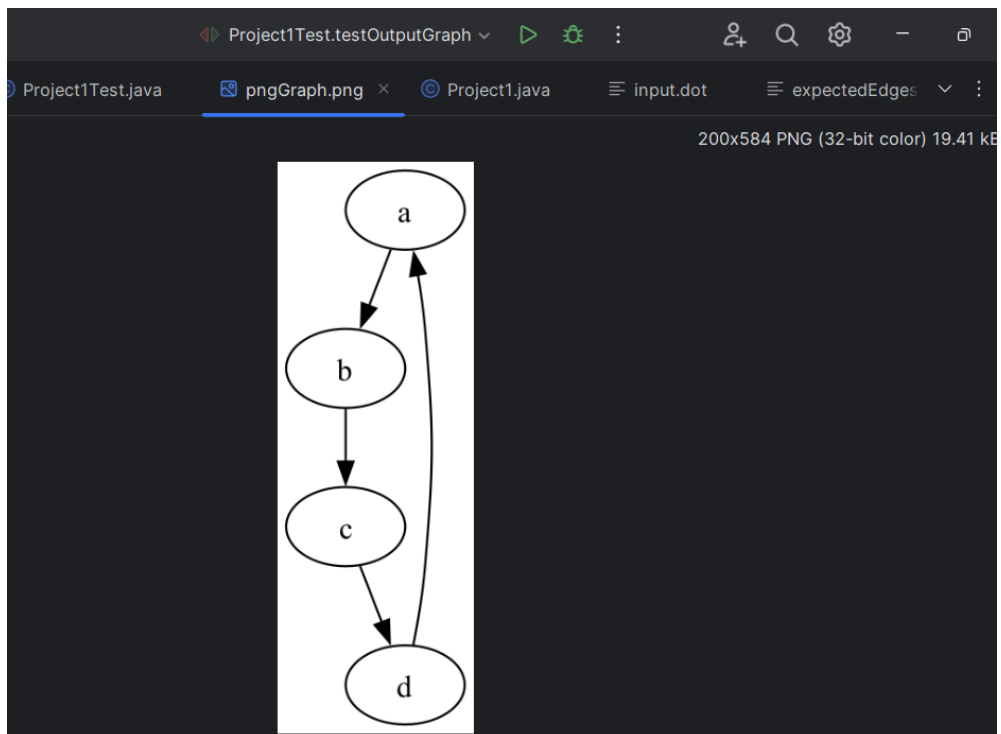 Project1Test.testOutputGraph
Project1Test.java pngGraph.png Project1.java input.dot expectedEdges
200x584 PNG (32-bit color) 19.41 kB
a
b
c
d